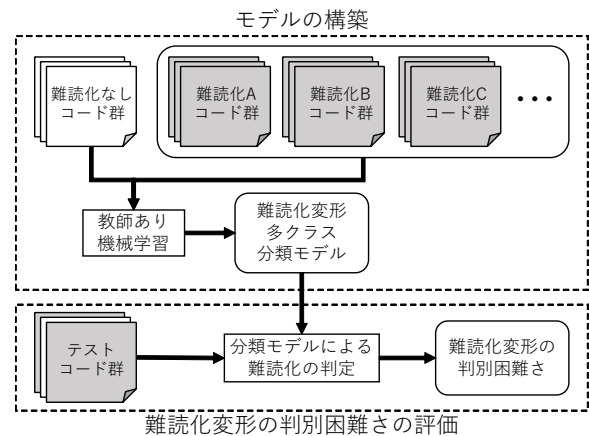 モデルの構築
難読化なし
コード群
難読化A
コード群
難読化B
コード群
難読化C
コード群
・・・
教師あり
機械学習
難読化変形
多クラス
分類モデル
テスト
コード群
分類モデルによる
難読化の判定
難読化変形の
判別困難さ
難読化変形の判別困難さの評価